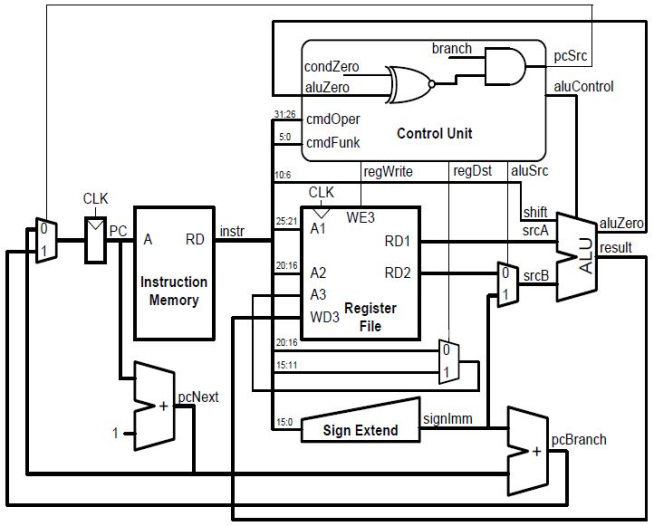 branch
pcSrc
condZero
aluZero
aluControl
31:26
cmdOper
5:0
cmdFunk
Control Unit
10:6
regWrite
regDst
aluSrc
CLK
CLK
WE3
shift
0
1
PC
A
RD
instr
25:21
A1
RD1
srcA
aluZero
Instruction
Memory
20:16
A2
RD2
0
1
srcB
ALU
result
A3
WD3
Register
File
20:16
0
15:11
1
pcNext
+
1
15:0
Sign Extend
signImm
+
pcBranch